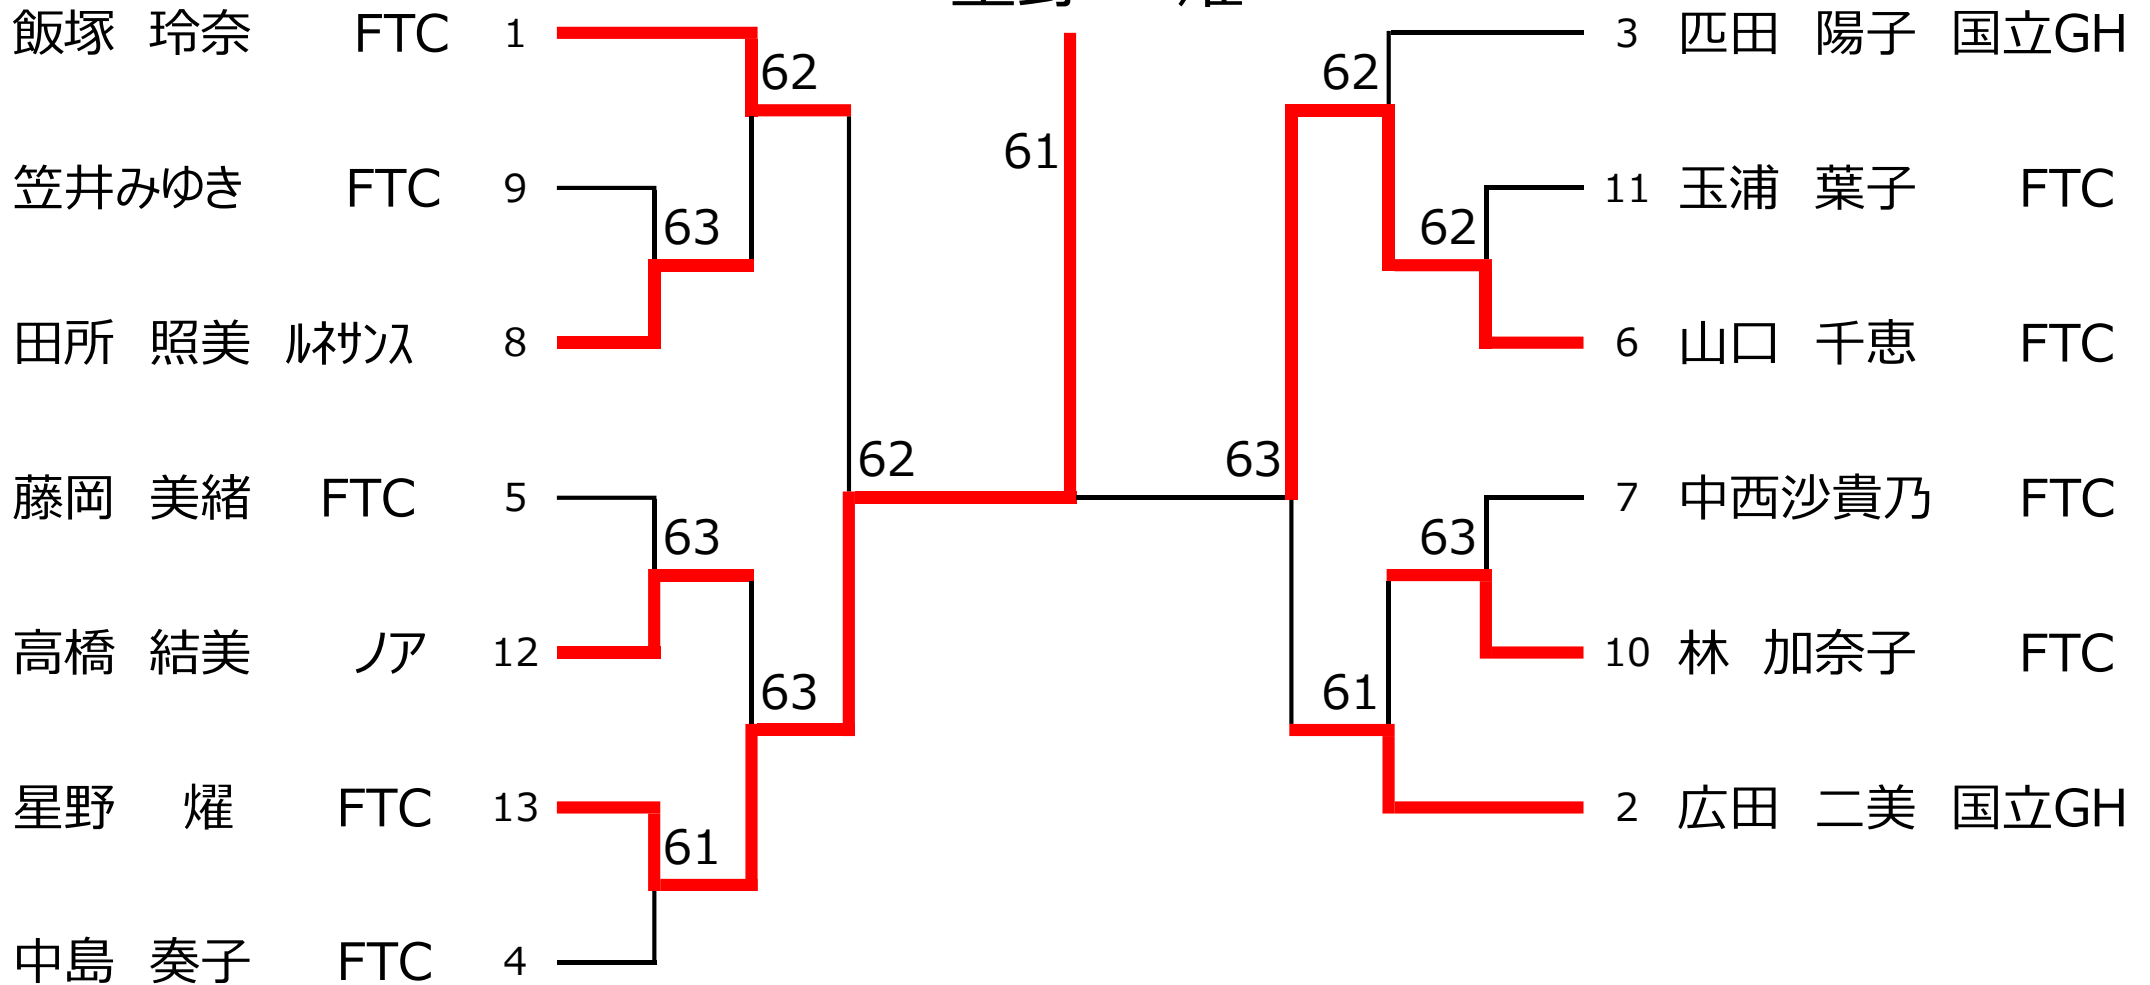 星野 燿
飯塚 玲奈 FTC 1
62
笠井みゆき FTC 9
63
田所 照美 ﾙﾈｻﾝｽ 8
62
藤岡 美緒 FTC 5
63
高橋 結美 ノア 12
63
星野 燿 FTC 13
61
中島 奏子 FTC 4
61
3 匹田 陽子 国立GH
62
11 玉浦 葉子 FTC
62
6 山口 千恵 FTC
63
7 中西沙貴乃 FTC
63
10 林 加奈子 FTC
61
2 広田 二美 国立GH